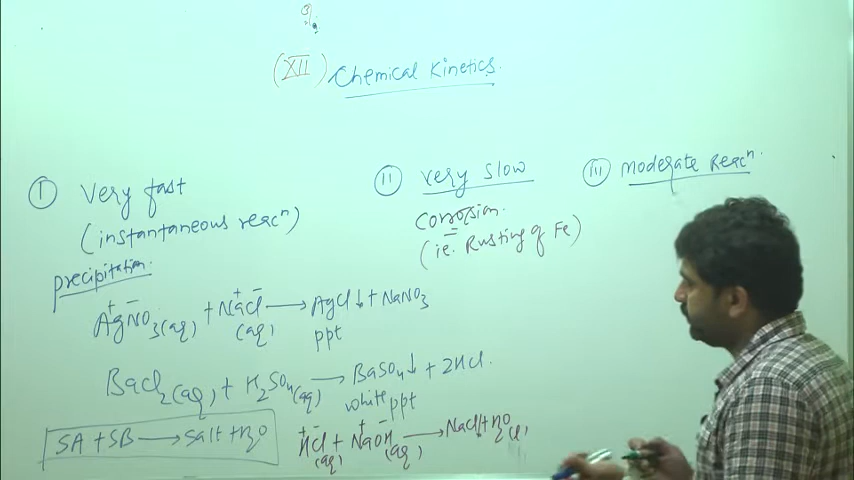 (XII) Chemical Kinetics.
I very fast
(instantaneous reacⁿ)
precipitation.
AgNO₃(aq) + NaCl (aq) ⟶ AgCl↓ + NaNO₃
ppt
BaCl₂(aq) + H₂SO₄(aq) ⟶ BaSO₄↓ + 2HCl.
white ppt
SA + SB ⟶ Salt + H₂O
HCl (aq) + NaOH (aq) ⟶ NaCl + H₂O (l)
II very slow
Corrosion.
(ie. Rusting of Fe)
III moderate Reacⁿ.